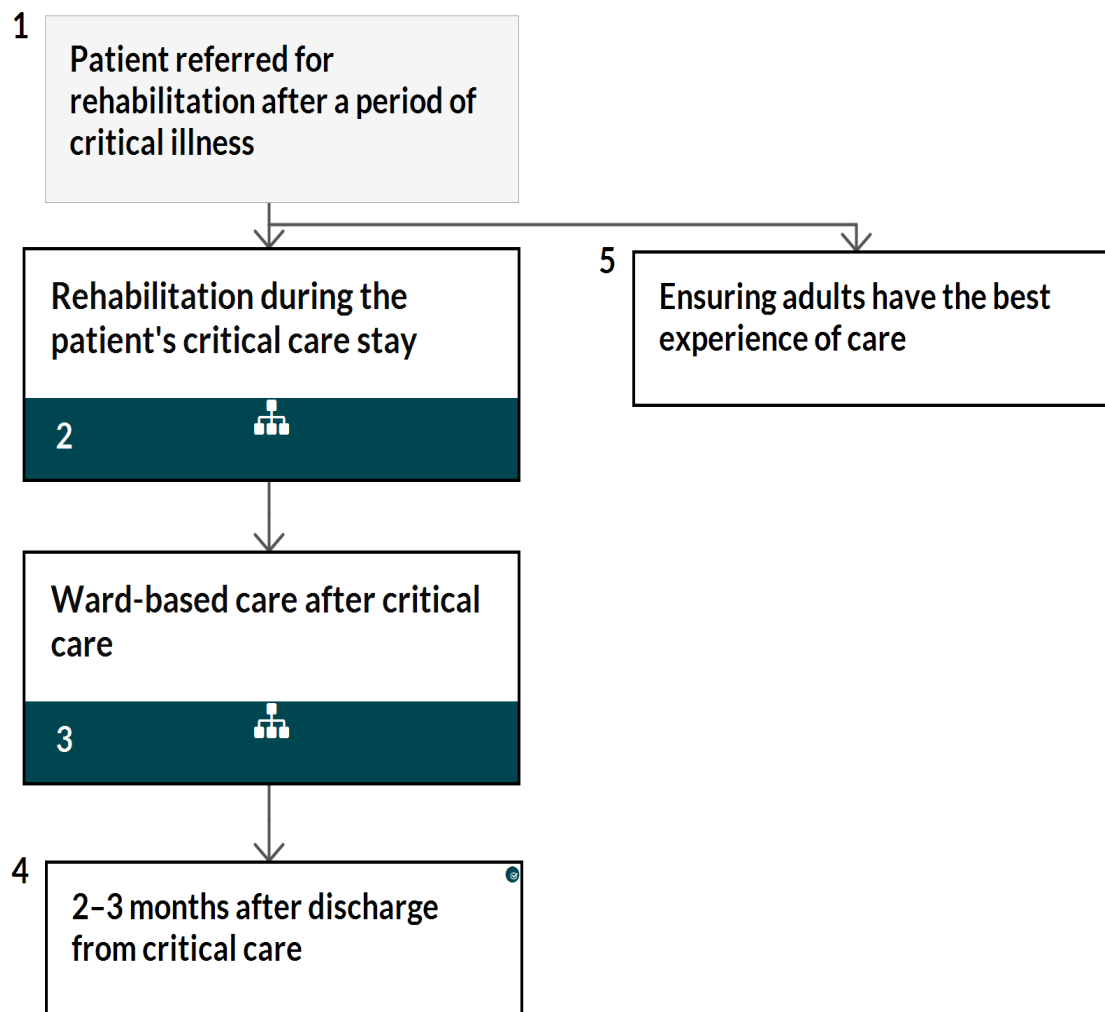 1
Patient referred for
rehabilitation after a period of
critical illness
Rehabilitation during the
patient's critical care stay
2
5
Ensuring adults have the best
experience of care
Ward-based care after critical
care
3
4
2–3 months after discharge
from critical care